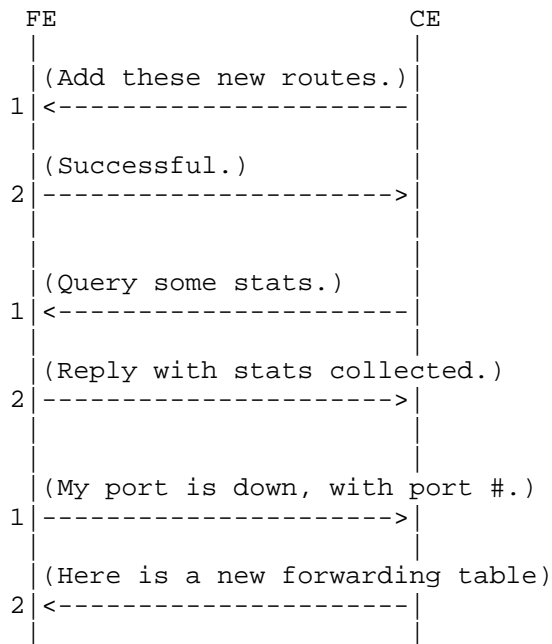 FE CE
(Add these new routes.)
1|<----------------------|
(Successful.)
2|---------------------->|
(Query some stats.)
1|<----------------------|
(Reply with stats collected.)
2|---------------------->|
(My port is down, with port #.)
1|---------------------->|
(Here is a new forwarding table)
2|<----------------------|